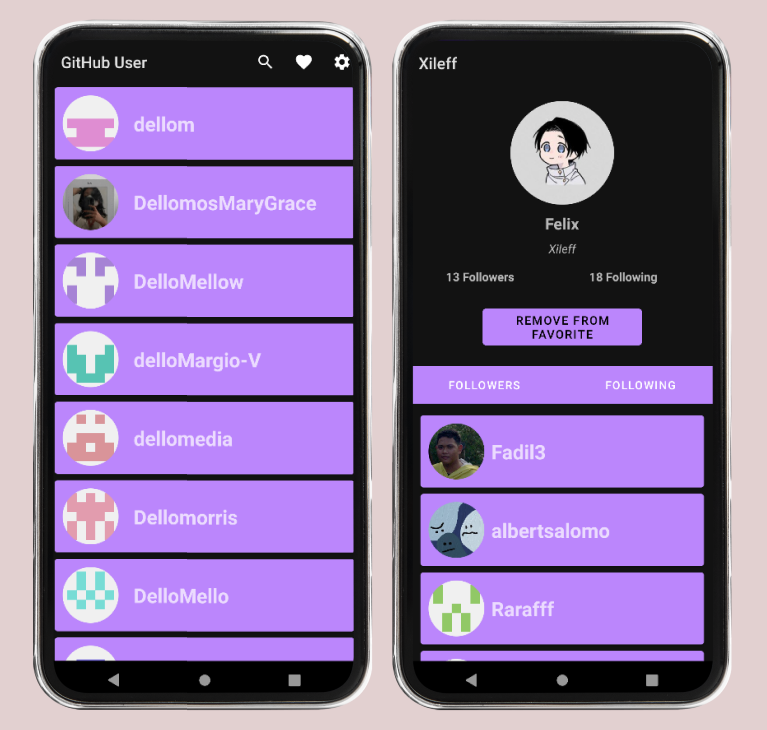 GitHub User
dellom
DellomosMaryGrace
DelloMellow
delloMargio-V
dellomedia
Dellomorris
DelloMello
Xileff
Felix
Xileff
13 Followers 18 Following
REMOVE FROM
FAVORITE
FOLLOWERS FOLLOWING
Fadil3
albertsalomo
Rarafff